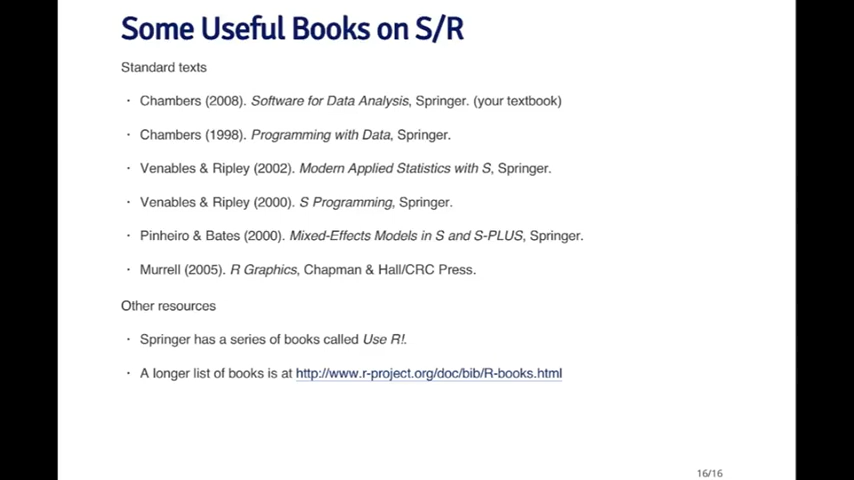 Some Useful Books on S/R
Standard texts
· Chambers (2008). Software for Data Analysis, Springer. (your textbook)
· Chambers (1998). Programming with Data, Springer.
· Venables & Ripley (2002). Modern Applied Statistics with S, Springer.
· Venables & Ripley (2000). S Programming, Springer.
· Pinheiro & Bates (2000). Mixed-Effects Models in S and S-PLUS, Springer.
· Murrell (2005). R Graphics, Chapman & Hall/CRC Press.
Other resources
· Springer has a series of books called Use R!.
· A longer list of books is at http://www.r-project.org/doc/bib/R-books.html
16/16